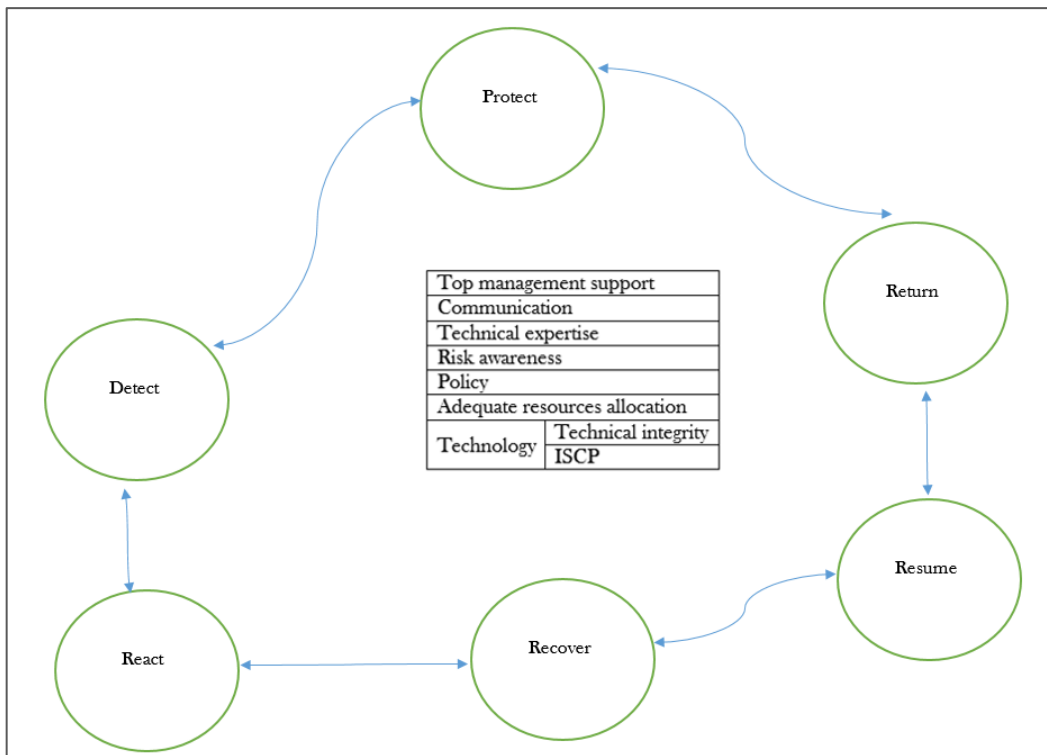 Protect
Return
Top management support
Communication
Technical expertise
Risk awareness
Policy
Adequate resources allocation
Technology
Technical integrity
ISCP
Detect
Resume
React
Recover